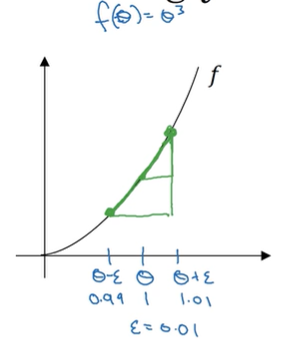 f(θ) = θ³
f
θ-ε θ θ+ε
0.99 1 1.01
ε = 0.01